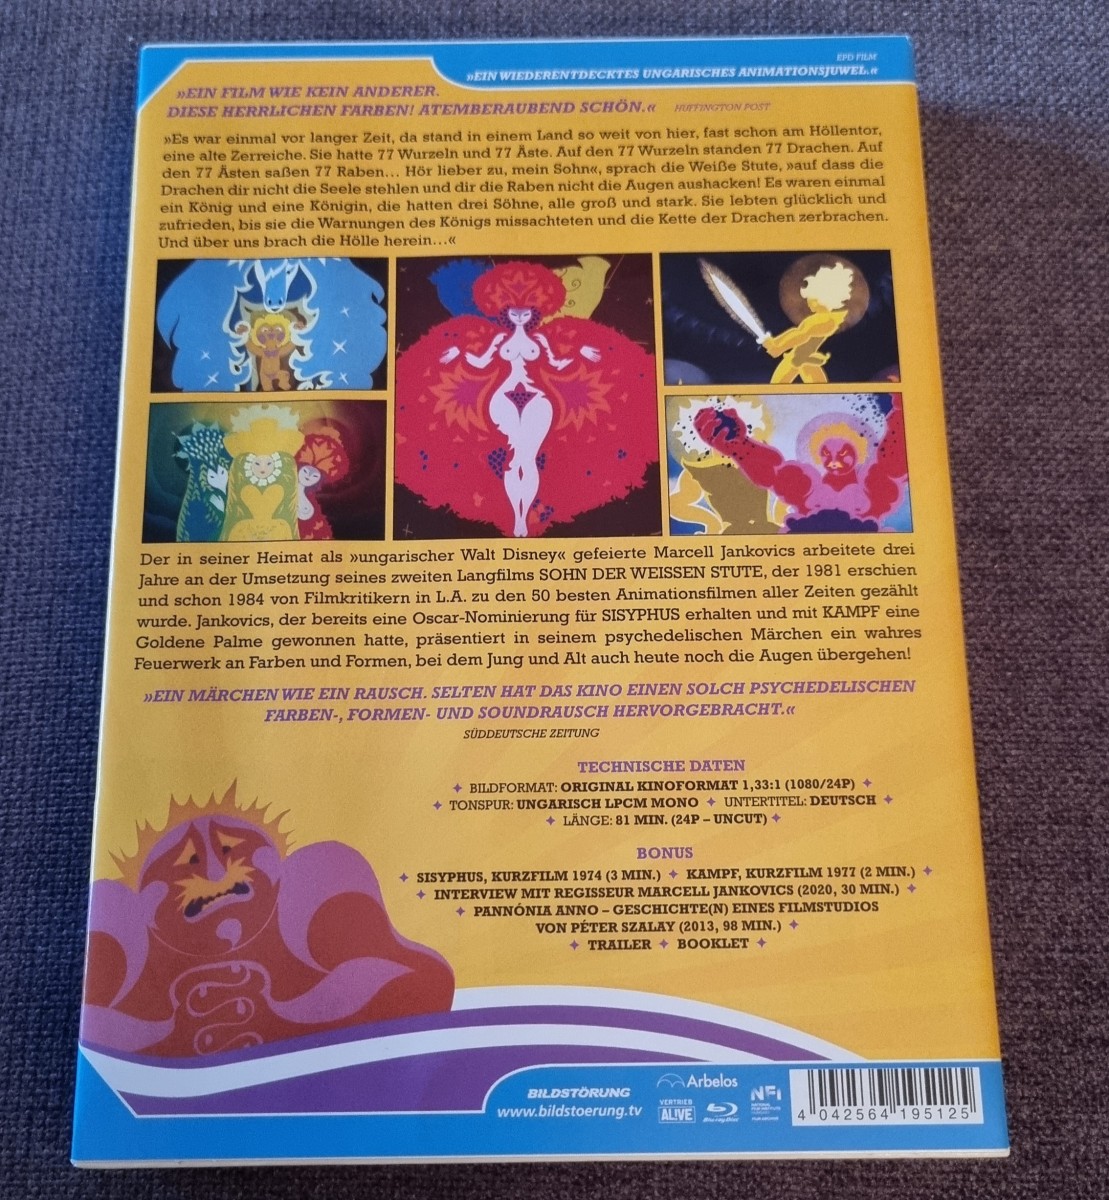 EPD FILM
»EIN WIEDERENTDECKTES UNGARISCHES ANIMATIONSJUWEL.«
»EIN FILM WIE KEIN ANDERER.
DIESE HERRLICHEN FARBEN! ATEMBERAUBEND SCHÖN.« HUFFINGTON POST
»Es war einmal vor langer Zeit, da stand in einem Land so weit von hier, fast schon am Höllentor,
eine alte Zerreiche. Sie hatte 77 Wurzeln und 77 Äste. Auf den 77 Wurzeln standen 77 Drachen. Auf
den 77 Ästen saßen 77 Raben... Hör lieber zu, mein Sohn«, sprach die Weiße Stute, »auf dass die
Drachen dir nicht die Seele stehlen und dir die Raben nicht die Augen aushacken! Es waren einmal
ein König und eine Königin, die hatten drei Söhne, alle groß und stark. Sie lebten glücklich und
zufrieden, bis sie die Warnungen des Königs missachteten und die Kette der Drachen zerbrachen.
Und über uns brach die Hölle herein...«
Der in seiner Heimat als »ungarischer Walt Disney« gefeierte Marcell Jankovics arbeitete drei
Jahre an der Umsetzung seines zweiten Langfilms SOHN DER WEISSEN STUTE, der 1981 erschien
und schon 1984 von Filmkritikern in L.A. zu den 50 besten Animationsfilmen aller Zeiten gezählt
wurde. Jankovics, der bereits eine Oscar-Nominierung für SISYPHUS erhalten und mit KAMPF eine
Goldene Palme gewonnen hatte, präsentiert in seinem psychedelischen Märchen ein wahres
Feuerwerk an Farben und Formen, bei dem Jung und Alt auch heute noch die Augen übergehen!
»EIN MÄRCHEN WIE EIN RAUSCH. SELTEN HAT DAS KINO EINEN SOLCH PSYCHEDELISCHEN
FARBEN-, FORMEN- UND SOUNDRAUSCH HERVORGEBRACHT.«
SÜDDEUTSCHE ZEITUNG
TECHNISCHE DATEN
✦ BILDFORMAT: ORIGINAL KINOFORMAT 1,33:1 (1080/24P) ✦
✦ TONSPUR: UNGARISCH LPCM MONO ✦ UNTERTITEL: DEUTSCH ✦
✦ LÄNGE: 81 MIN. (24P – UNCUT) ✦
BONUS
✦ SISYPHUS, KURZFILM 1974 (3 MIN.) ✦ KAMPF, KURZFILM 1977 (2 MIN.) ✦
✦ INTERVIEW MIT REGISSEUR MARCELL JANKOVICS (2020, 30 MIN.) ✦
✦ PANNÓNIA ANNO – GESCHICHTE(N) EINES FILMSTUDIOS
VON PÉTER SZALAY (2013, 98 MIN.) ✦
✦ TRAILER ✦ BOOKLET ✦
BILDSTÖRUNG
www.bildstoerung.tv
Arbelos
VERTRIEB
ALIVE
Blu-ray Disc
NFI
4 042564 195125